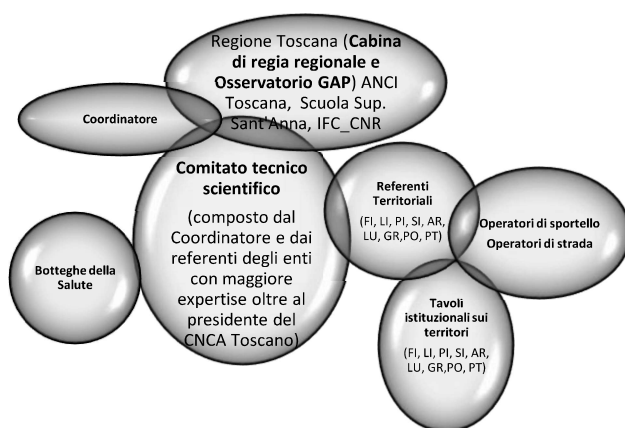 Regione Toscana (Cabina
di regia regionale e
Osservatorio GAP) ANCI
Toscana, Scuola Sup.
Sant'Anna, IFC_CNR
Coordinatore
Comitato tecnico
scientifico
(composto dal
Coordinatore e dai
referenti degli enti
con maggiore
expertise oltre al
presidente del
CNCA Toscano)
Botteghe della
Salute
Referenti
Territoriali
(FI, LI, PI, SI, AR,
LU, GR,PO, PT)
Operatori di sportello
Operatori di strada
Tavoli
istituzionali sui
territori
(FI, LI, PI, SI, AR,
LU, GR,PO, PT)